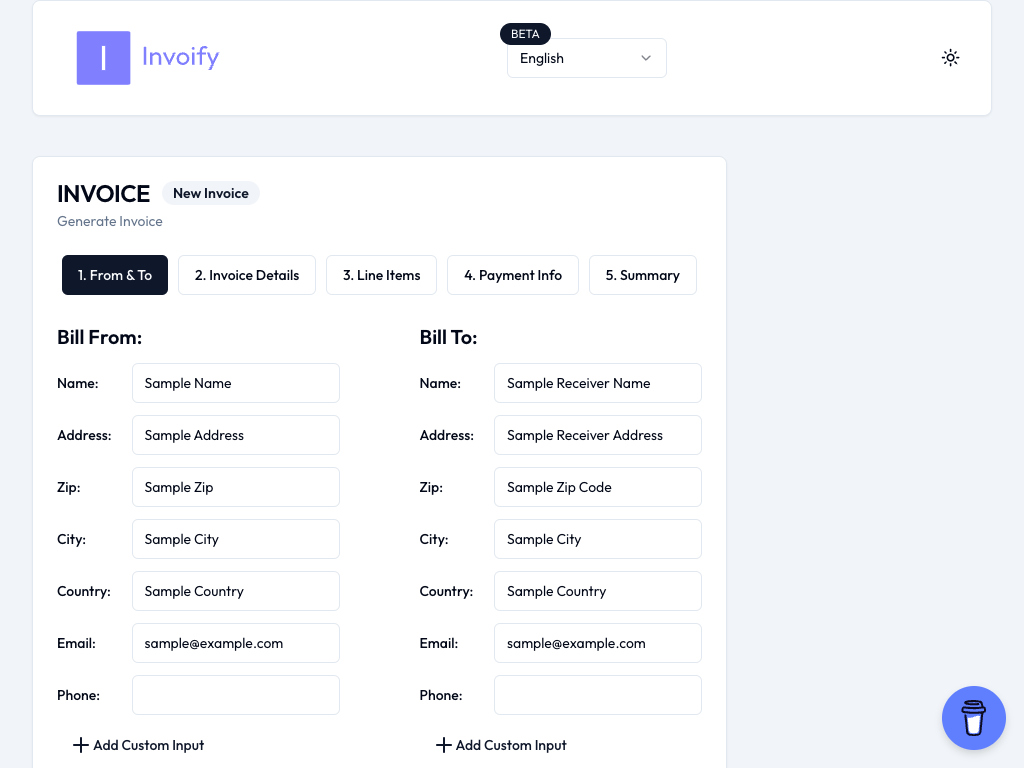 I Invoify
BETA
English
INVOICE New Invoice
Generate Invoice
1. From & To 2. Invoice Details 3. Line Items 4. Payment Info 5. Summary
Bill From:
Name: Sample Name
Address: Sample Address
Zip: Sample Zip
City: Sample City
Country: Sample Country
Email: sample@example.com
Phone:
Add Custom Input
Bill To:
Name: Sample Receiver Name
Address: Sample Receiver Address
Zip: Sample Zip Code
City: Sample City
Country: Sample Country
Email: sample@example.com
Phone:
Add Custom Input